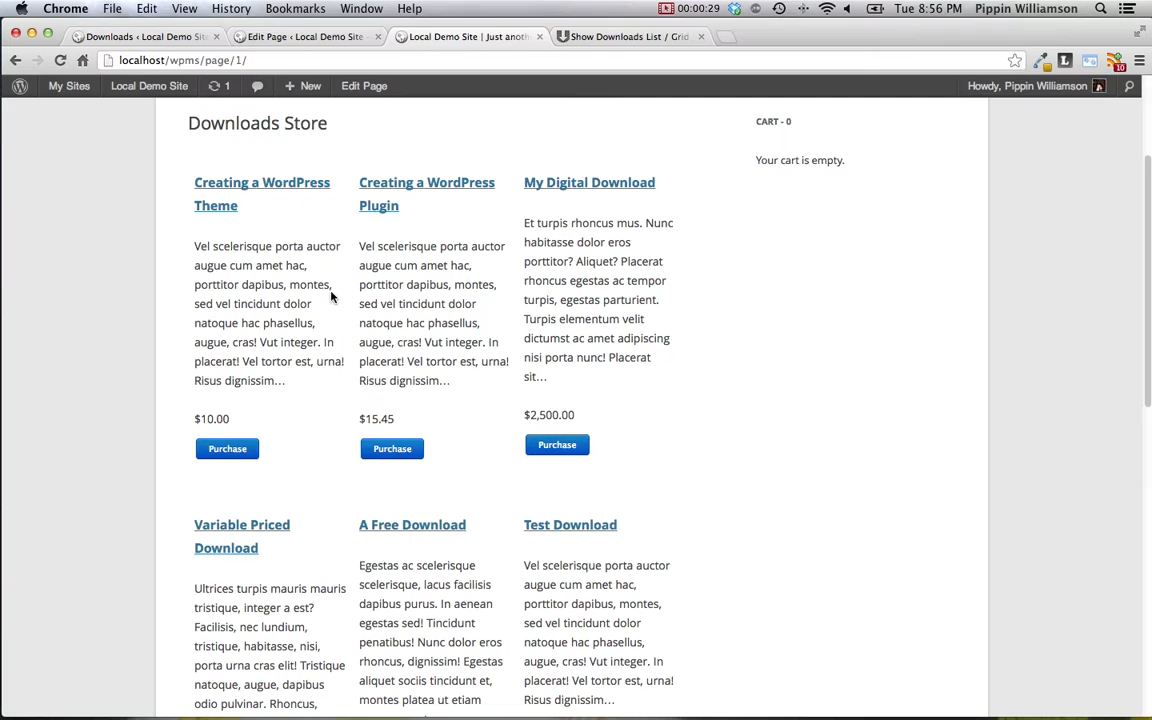 Chrome File Edit View History Bookmarks Window Help 00:00:29 Tue 8:56 PM Pippin Williamson
Downloads ‹ Local Demo Site Edit Page ‹ Local Demo Site Local Demo Site | Just anoth Show Downloads List / Grid
localhost/wpms/page/1/ 10
My Sites Local Demo Site 1 + New Edit Page Howdy, Pippin Williamson
Downloads Store
CART - 0
Your cart is empty.
Creating a WordPress
Theme
Vel scelerisque porta auctor
augue cum amet hac,
porttitor dapibus, montes,
sed vel tincidunt dolor
natoque hac phasellus,
augue, cras! Vut integer. In
placerat! Vel tortor est, urna!
Risus dignissim…
$10.00
Purchase
Creating a WordPress
Plugin
Vel scelerisque porta auctor
augue cum amet hac,
porttitor dapibus, montes,
sed vel tincidunt dolor
natoque hac phasellus,
augue, cras! Vut integer. In
placerat! Vel tortor est, urna!
Risus dignissim…
$15.45
Purchase
My Digital Download
Et turpis rhoncus mus. Nunc
habitasse dolor eros
porttitor? Aliquet? Placerat
rhoncus egestas ac tempor
turpis, egestas parturient.
Turpis elementum velit
dictumst ac amet adipiscing
nisi porta nunc! Placerat
sit…
$2,500.00
Purchase
Variable Priced
Download
Ultrices turpis mauris mauris
tristique, integer a est?
Facilisis, nec lundium,
tristique, habitasse, nisi,
porta urna cras elit! Tristique
natoque, augue, dapibus
odio pulvinar. Rhoncus,
A Free Download
Egestas ac scelerisque
scelerisque, lacus facilisis
dapibus purus. In aenean
egestas sed! Tincidunt
penatibus! Nunc dolor eros
rhoncus, dignissim! Egestas
aliquet sociis tincidunt et,
montes platea ut etiam
Test Download
Vel scelerisque porta auctor
augue cum amet hac,
porttitor dapibus, montes,
sed vel tincidunt dolor
natoque hac phasellus,
augue, cras! Vut integer. In
placerat! Vel tortor est, urna!
Risus dignissim…